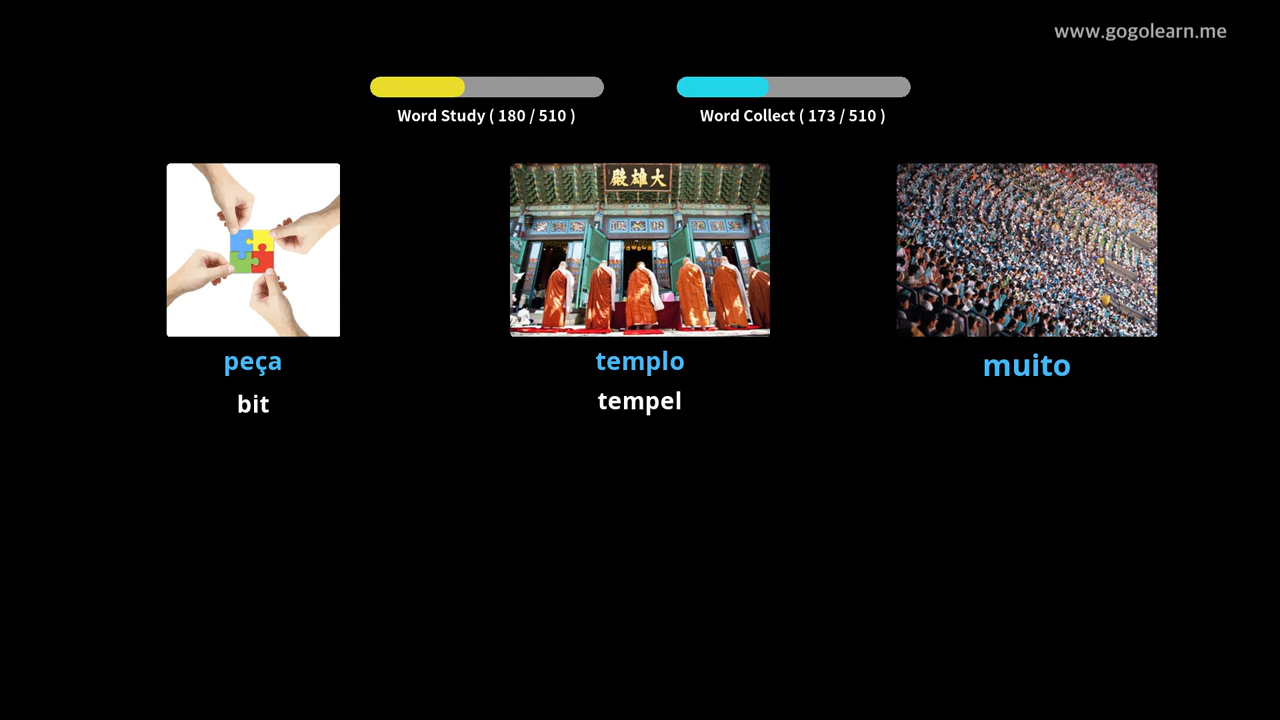 www.gogolearn.me
Word Study ( 180 / 510 )
Word Collect ( 173 / 510 )
殿雄大
peça
templo
muito
bit
tempel